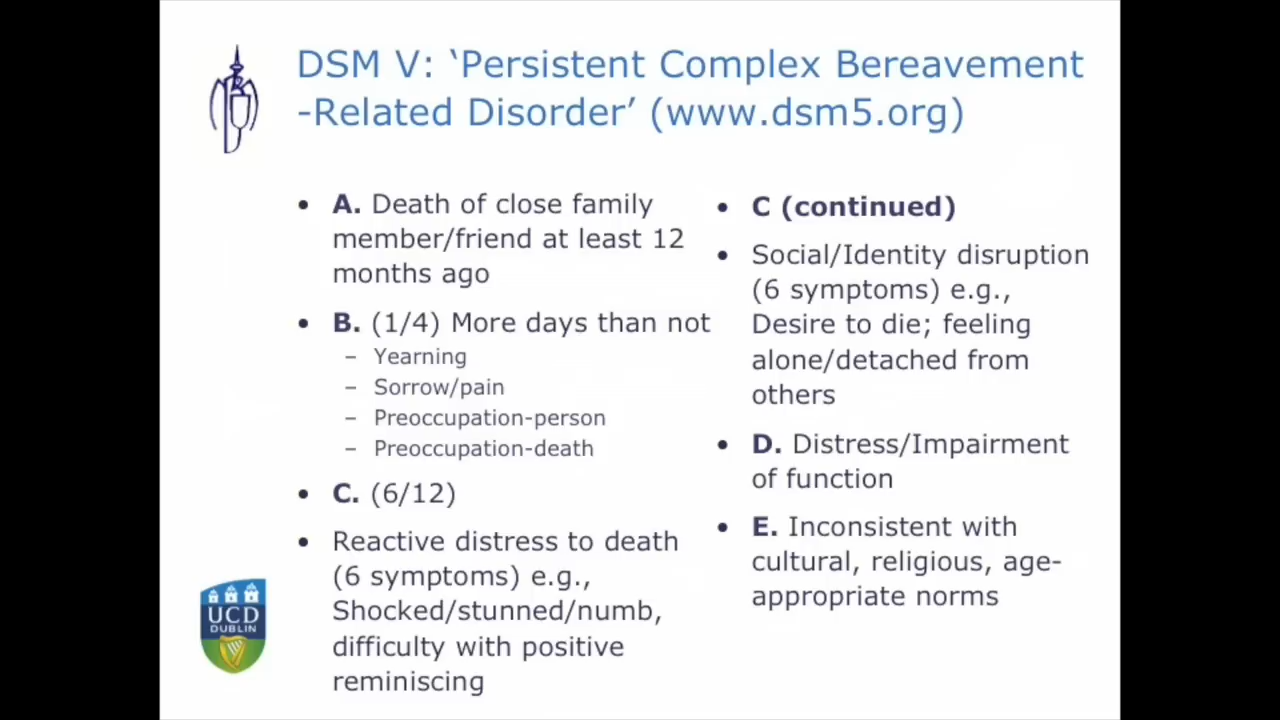 DSM V: ‘Persistent Complex Bereavement
-Related Disorder’ (www.dsm5.org)
• A. Death of close family
member/friend at least 12
months ago
• B. (1/4) More days than not
– Yearning
– Sorrow/pain
– Preoccupation-person
– Preoccupation-death
• C. (6/12)
• Reactive distress to death
(6 symptoms) e.g.,
Shocked/stunned/numb,
difficulty with positive
reminiscing
• C (continued)
• Social/Identity disruption
(6 symptoms) e.g.,
Desire to die; feeling
alone/detached from
others
• D. Distress/Impairment
of function
• E. Inconsistent with
cultural, religious, age-
appropriate norms
UCD
DUBLIN